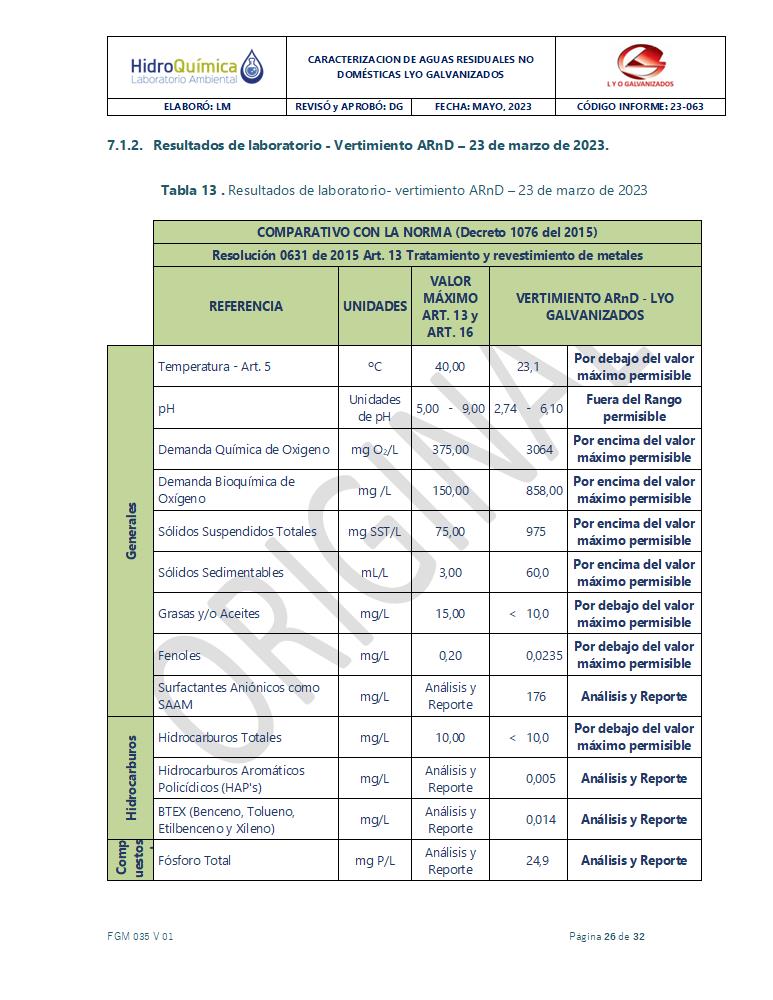 HidroQuímica
Laboratorio Ambiental
CARACTERIZACION DE AGUAS RESIDUALES NO
DOMÉSTICAS LYO GALVANIZADOS
L Y O GALVANIZADOS
ELABORÓ: LM REVISÓ y APROBÓ: DG FECHA: MAYO, 2023 CÓDIGO INFORME: 23-063
7.1.2. Resultados de laboratorio - Vertimiento ARnD – 23 de marzo de 2023.
Tabla 13 . Resultados de laboratorio- vertimiento ARnD – 23 de marzo de 2023
COMPARATIVO CON LA NORMA (Decreto 1076 del 2015)
Resolución 0631 de 2015 Art. 13 Tratamiento y revestimiento de metales
REFERENCIA
UNIDADES
VALOR
MÁXIMO
ART. 13 y
ART. 16
VERTIMIENTO ARnD - LYO
GALVANIZADOS
Generales
Temperatura - Art. 5
ºC
40,00
23,1
Por debajo del valor
máximo permisible
pH
Unidades
de pH
5,00 - 9,00
2,74 - 6,10
Fuera del Rango
permisible
Demanda Química de Oxigeno
mg O₂/L
375,00
3064
Por encima del valor
máximo permisible
Demanda Bioquímica de
Oxígeno
mg /L
150,00
858,00
Por encima del valor
máximo permisible
Sólidos Suspendidos Totales
mg SST/L
75,00
975
Por encima del valor
máximo permisible
Sólidos Sedimentables
mL/L
3,00
60,0
Por encima del valor
máximo permisible
Grasas y/o Aceites
mg/L
15,00
< 10,0
Por debajo del valor
máximo permisible
Fenoles
mg/L
0,20
0,0235
Por debajo del valor
máximo permisible
Surfactantes Aniónicos como
SAAM
mg/L
Análisis y
Reporte
176
Análisis y Reporte
Hidrocarburos
Hidrocarburos Totales
mg/L
10,00
< 10,0
Por debajo del valor
máximo permisible
Hidrocarburos Aromáticos
Policídicos (HAP's)
mg/L
Análisis y
Reporte
0,005
Análisis y Reporte
BTEX (Benceno, Tolueno,
Etilbenceno y Xileno)
mg/L
Análisis y
Reporte
0,014
Análisis y Reporte
Comp
uestos
Fósforo Total
mg P/L
Análisis y
Reporte
24,9
Análisis y Reporte
ORIGINAL
FGM 035 V 01
Página 26 de 32